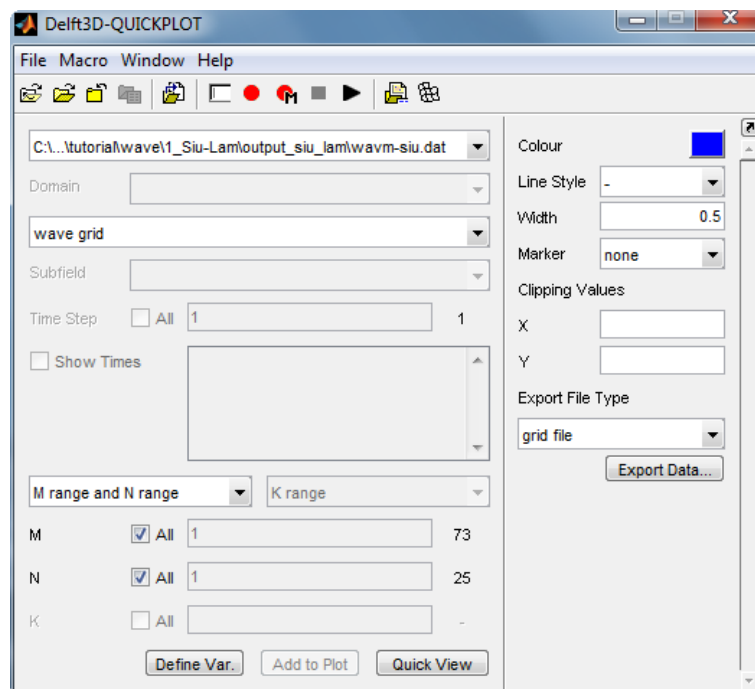 Delft3D-QUICKPLOT
File Macro Window Help
C:\...\tutorial\wave\1_Siu-Lam\output_siu_lam\wavm-siu.dat
Domain
wave grid
Subfield
Time Step All 1 1
Show Times
M range and N range K range
M All 1 73
N All 1 25
K All -
Define Var. Add to Plot Quick View
Colour
Line Style -
Width 0.5
Marker none
Clipping Values
X
Y
Export File Type
grid file
Export Data...